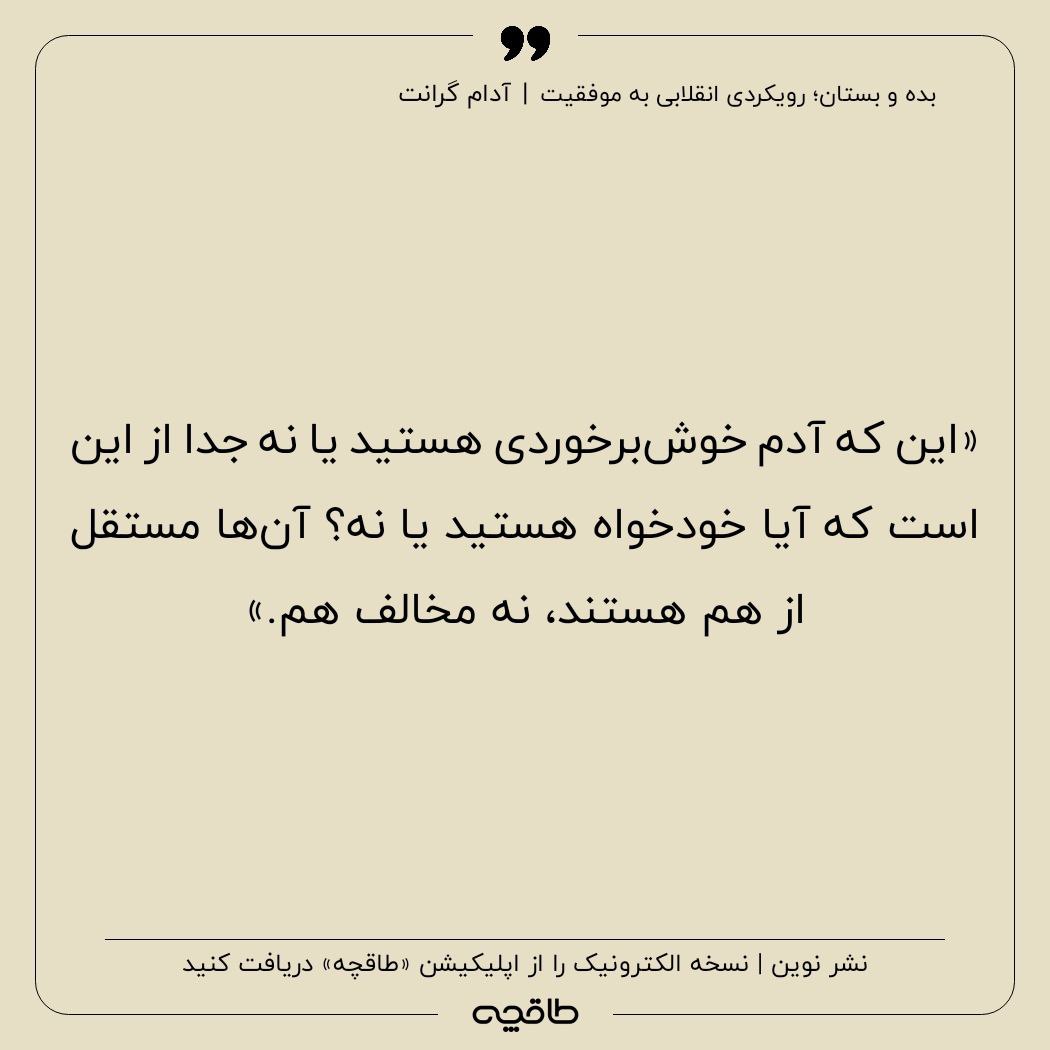 ❟❟
بده و بستان؛ رویکردی انقلابی به موفقیت | آدام گرانت
«این که آدم خوش‌برخوردی هستید یا نه جدا از این
است که آیا خودخواه هستید یا نه؟ آن‌ها مستقل
از هم هستند، نه مخالف هم.»
نشر نوین | نسخه الکترونیک را از اپلیکیشن «طاقچه» دریافت کنید
طاقچه